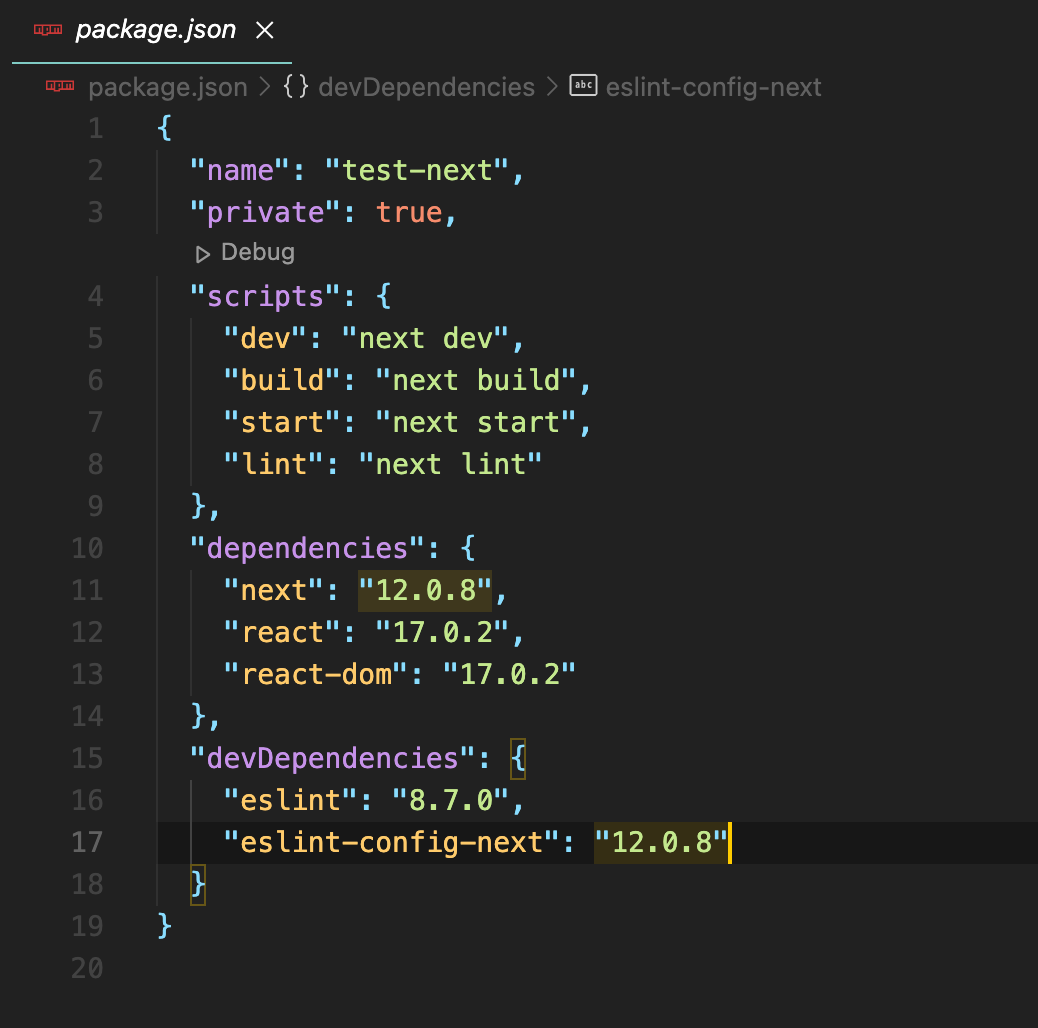 package.json
package.json > {} devDependencies > abc eslint-config-next
1 {
2 "name": "test-next",
3 "private": true,
Debug
4 "scripts": {
5 "dev": "next dev",
6 "build": "next build",
7 "start": "next start",
8 "lint": "next lint"
9 },
10 "dependencies": {
11 "next": "12.0.8",
12 "react": "17.0.2",
13 "react-dom": "17.0.2"
14 },
15 "devDependencies": {
16 "eslint": "8.7.0",
17 "eslint-config-next": "12.0.8"
18 }
19 }
20